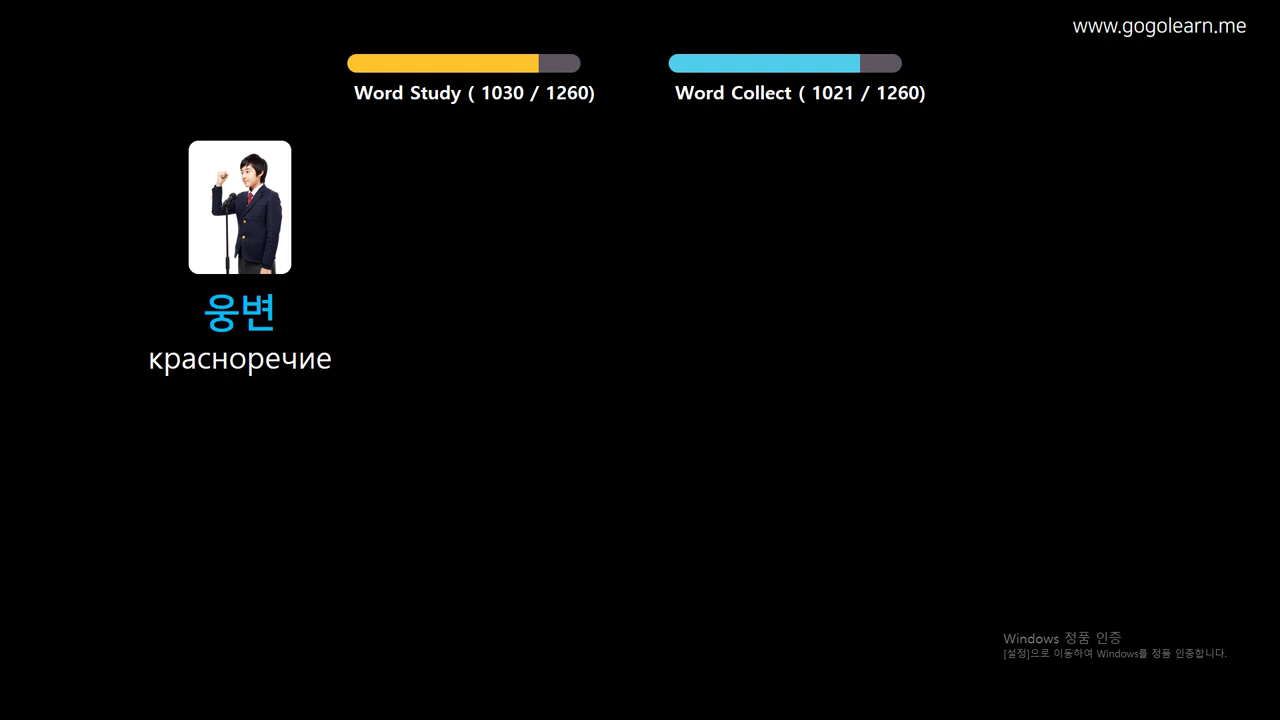 www.gogolearn.me
Word Study ( 1030 / 1260)
Word Collect ( 1021 / 1260)
웅변
красноречие
Windows 정품 인증
[설정]으로 이동하여 Windows를 정품 인증합니다.